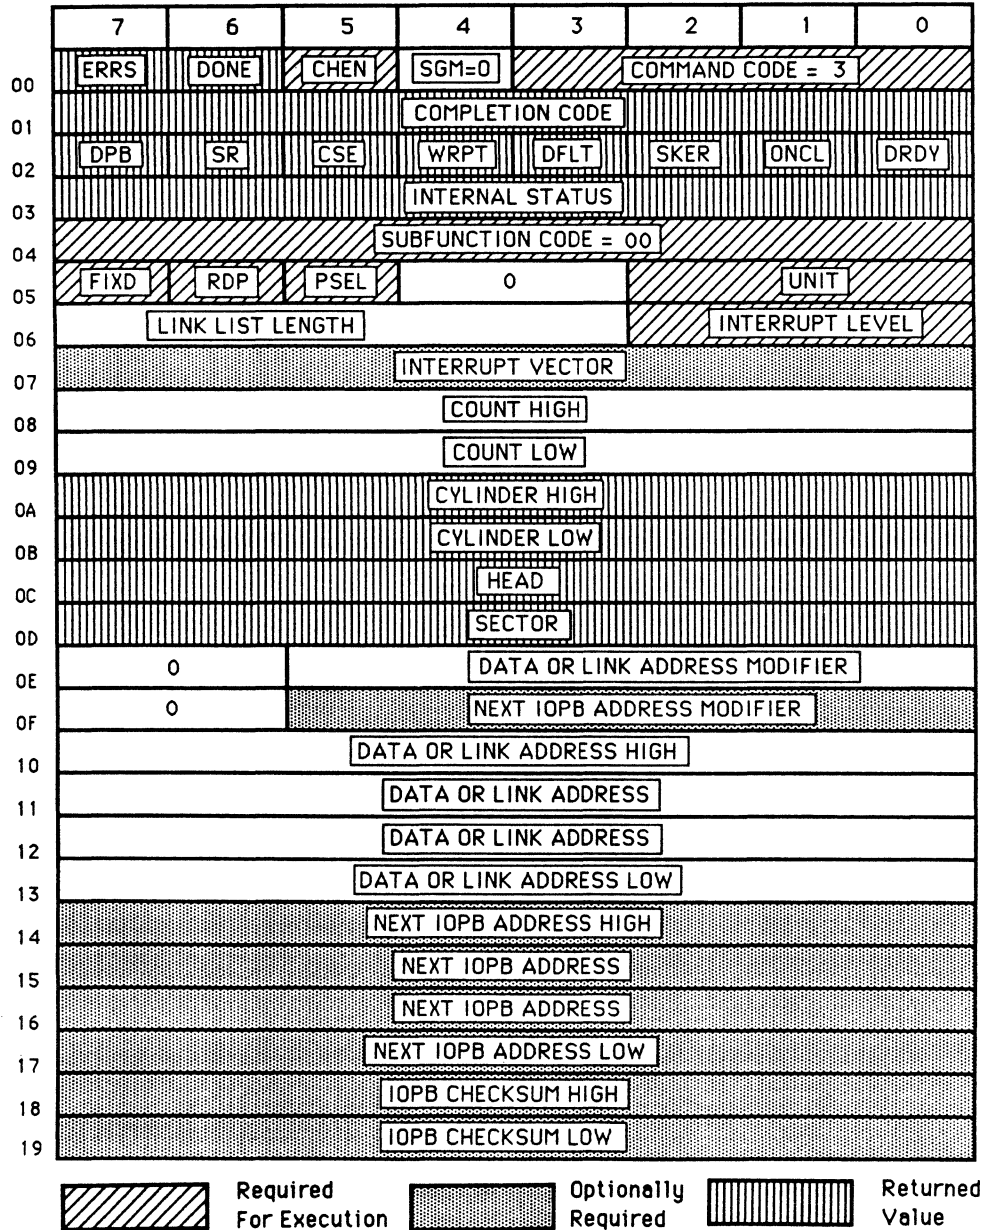 7 6 5 4 3 2 1 0
00 ERRS DONE CHEN SGM=0 COMMAND CODE = 3
01 COMPLETION CODE
02 DPB SR CSE WRPT DFLT SKER ONCL DRDY
03 INTERNAL STATUS
04 SUBFUNCTION CODE = 00
05 FIXD RDP PSEL 0 UNIT
06 LINK LIST LENGTH INTERRUPT LEVEL
07 INTERRUPT VECTOR
08 COUNT HIGH
09 COUNT LOW
0A CYLINDER HIGH
0B CYLINDER LOW
0C HEAD
0D SECTOR
0E 0 DATA OR LINK ADDRESS MODIFIER
0F 0 NEXT IOPB ADDRESS MODIFIER
10 DATA OR LINK ADDRESS HIGH
11 DATA OR LINK ADDRESS
12 DATA OR LINK ADDRESS
13 DATA OR LINK ADDRESS LOW
14 NEXT IOPB ADDRESS HIGH
15 NEXT IOPB ADDRESS
16 NEXT IOPB ADDRESS
17 NEXT IOPB ADDRESS LOW
18 IOPB CHECKSUM HIGH
19 IOPB CHECKSUM LOW
Required For Execution
Optionally Required
Returned Value